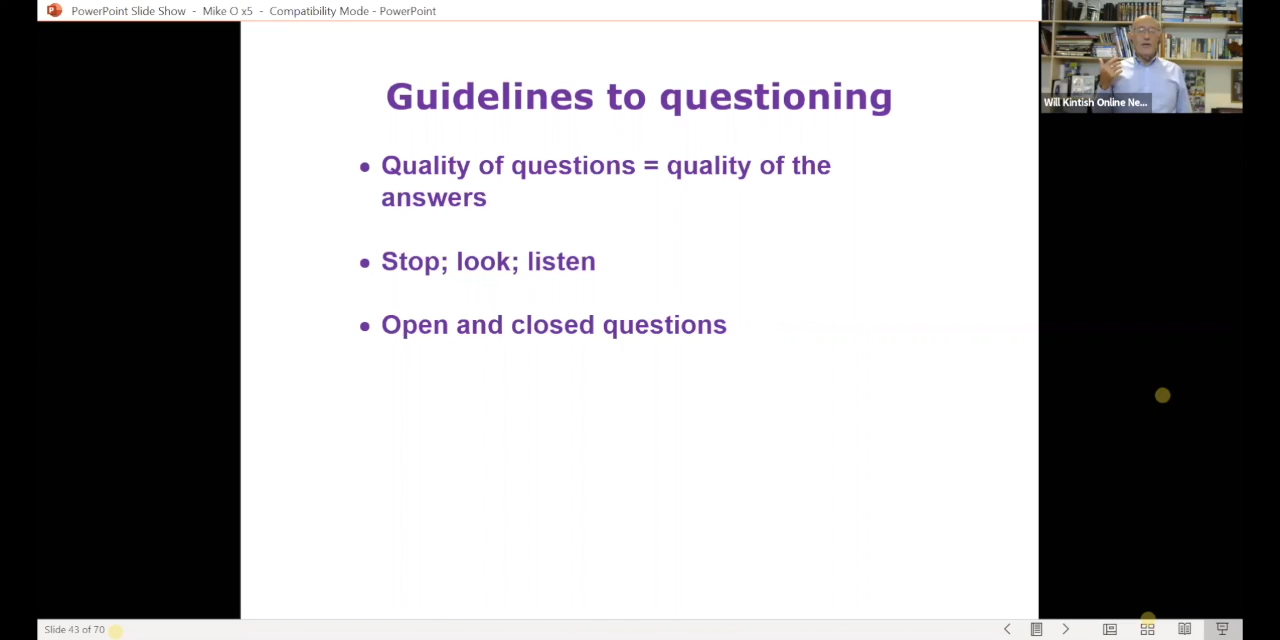 PowerPoint Slide Show - Mike O x5 - Compatibility Mode - PowerPoint
Will Kintish Online Ne...
Guidelines to questioning
• Quality of questions = quality of the
answers
• Stop; look; listen
• Open and closed questions
Slide 43 of 70